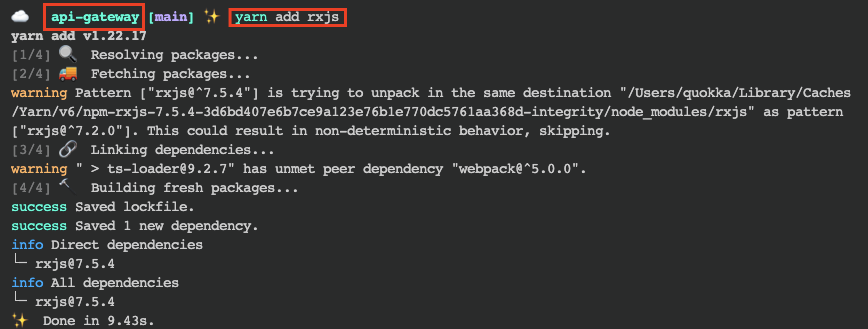 api-gateway [main] yarn add rxjs
yarn add v1.22.17
[1/4] Resolving packages...
[2/4] Fetching packages...
warning Pattern ["rxjs@^7.5.4"] is trying to unpack in the same destination "/Users/quokka/Library/Caches
/Yarn/v6/npm-rxjs-7.5.4-3d6bd407e6b7ce9a123e76b1e770dc5761aa368d-integrity/node_modules/rxjs" as pattern
["rxjs@^7.2.0"]. This could result in non-deterministic behavior, skipping.
[3/4] Linking dependencies...
warning " > ts-loader@9.2.7" has unmet peer dependency "webpack@^5.0.0".
[4/4] Building fresh packages...
success Saved lockfile.
success Saved 1 new dependency.
info Direct dependencies
└─ rxjs@7.5.4
info All dependencies
└─ rxjs@7.5.4
Done in 9.43s.